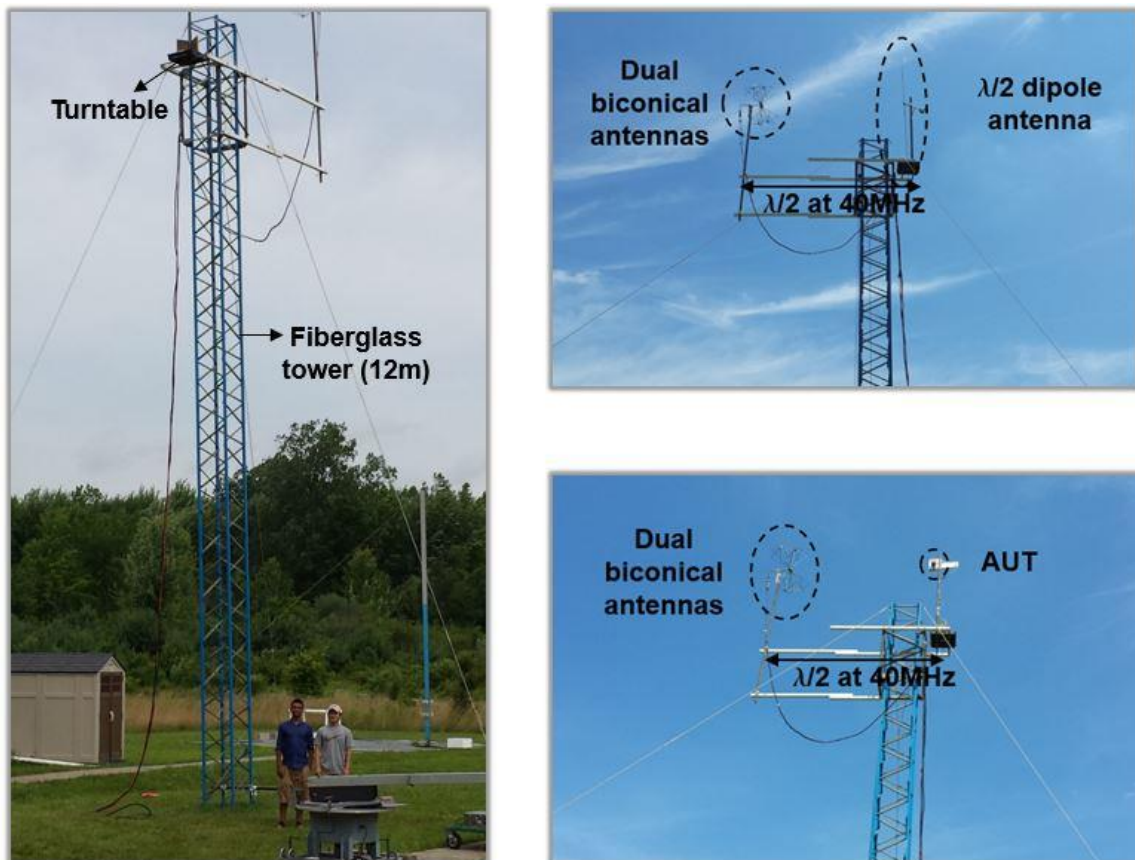 Turntable
Fiberglass
tower (12m)
Dual
biconical
antennas
λ/2 dipole
antenna
λ/2 at 40MHz
Dual
biconical
antennas
AUT
λ/2 at 40MHz